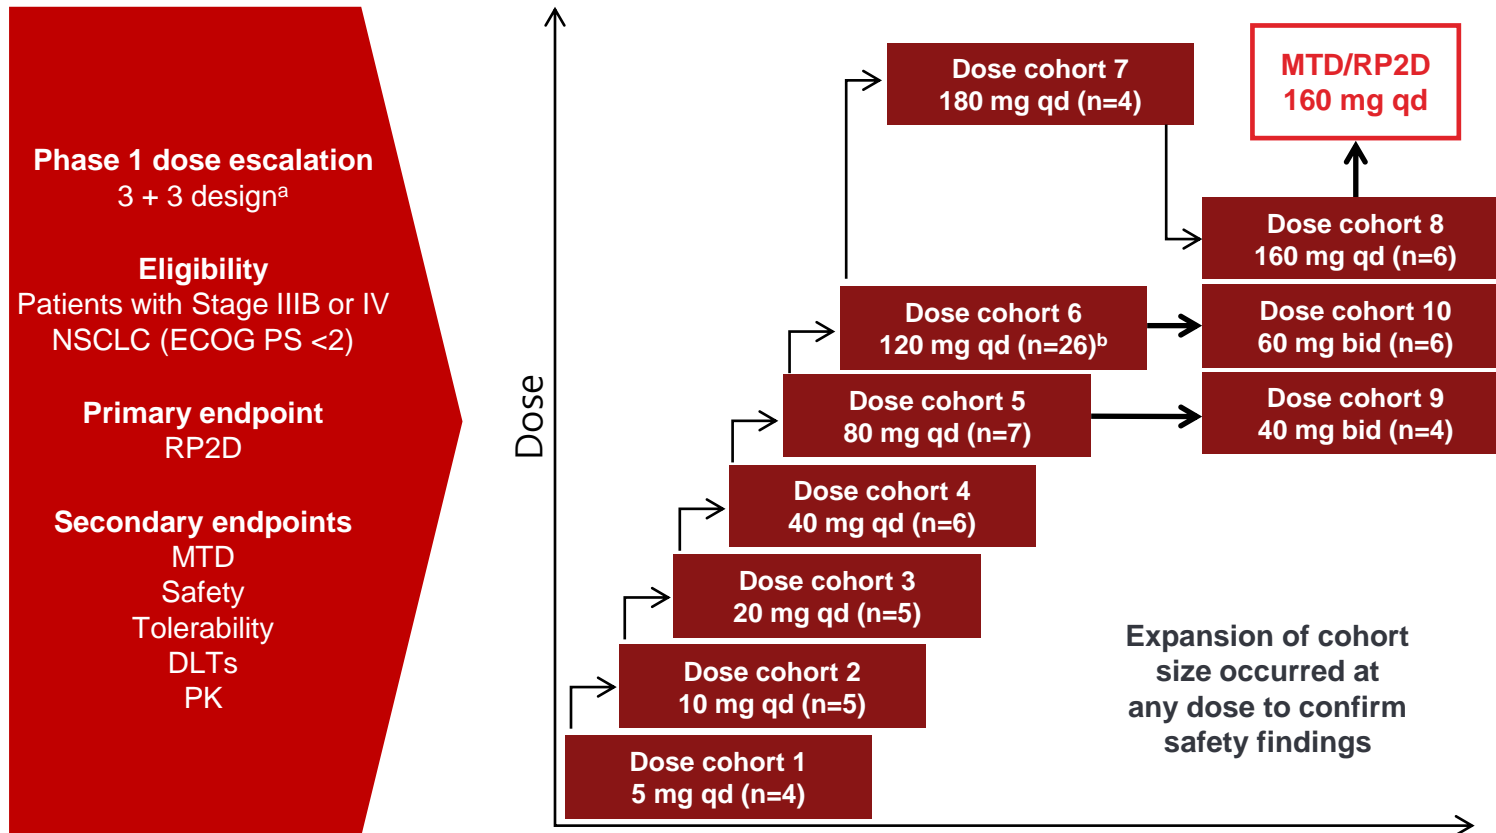 Phase 1 dose escalation
3 + 3 designᵃ
Eligibility
Patients with Stage IIIB or IV
NSCLC (ECOG PS <2)
Primary endpoint
RP2D
Secondary endpoints
MTD
Safety
Tolerability
DLTs
PK
Dose
Dose cohort 7
180 mg qd (n=4)
MTD/RP2D
160 mg qd
Dose cohort 8
160 mg qd (n=6)
Dose cohort 6
120 mg qd (n=26)ᵇ
Dose cohort 10
60 mg bid (n=6)
Dose cohort 5
80 mg qd (n=7)
Dose cohort 9
40 mg bid (n=4)
Dose cohort 4
40 mg qd (n=6)
Dose cohort 3
20 mg qd (n=5)
Dose cohort 2
10 mg qd (n=5)
Dose cohort 1
5 mg qd (n=4)
Expansion of cohort
size occurred at
any dose to confirm
safety findings